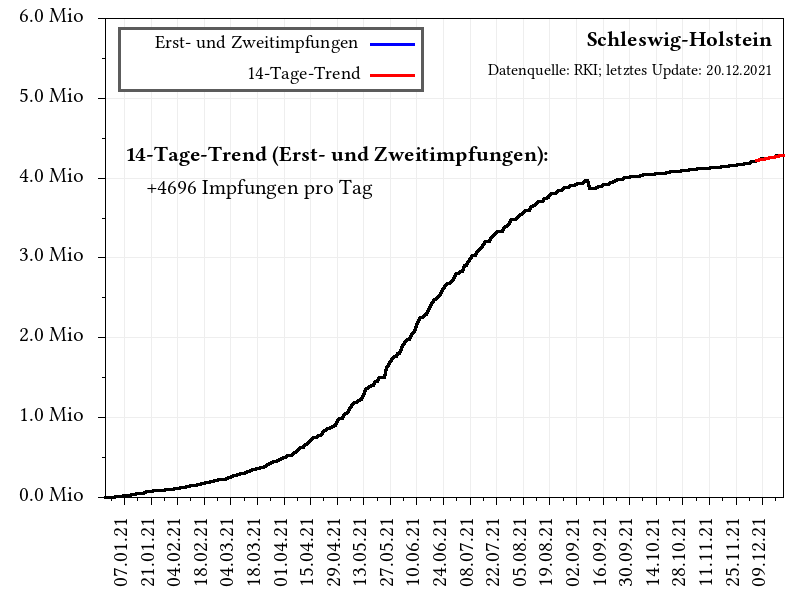 6.0 Mio
5.0 Mio
4.0 Mio
3.0 Mio
2.0 Mio
1.0 Mio
0.0 Mio
Erst- und Zweitimpfungen
14-Tage-Trend
Schleswig-Holstein
Datenquelle: RKI; letztes Update: 20.12.2021
14-Tage-Trend (Erst- und Zweitimpfungen):
+4696 Impfungen pro Tag
07.01.21
21.01.21
04.02.21
18.02.21
04.03.21
18.03.21
01.04.21
15.04.21
29.04.21
13.05.21
27.05.21
10.06.21
24.06.21
08.07.21
22.07.21
05.08.21
19.08.21
02.09.21
16.09.21
30.09.21
14.10.21
28.10.21
11.11.21
25.11.21
09.12.21